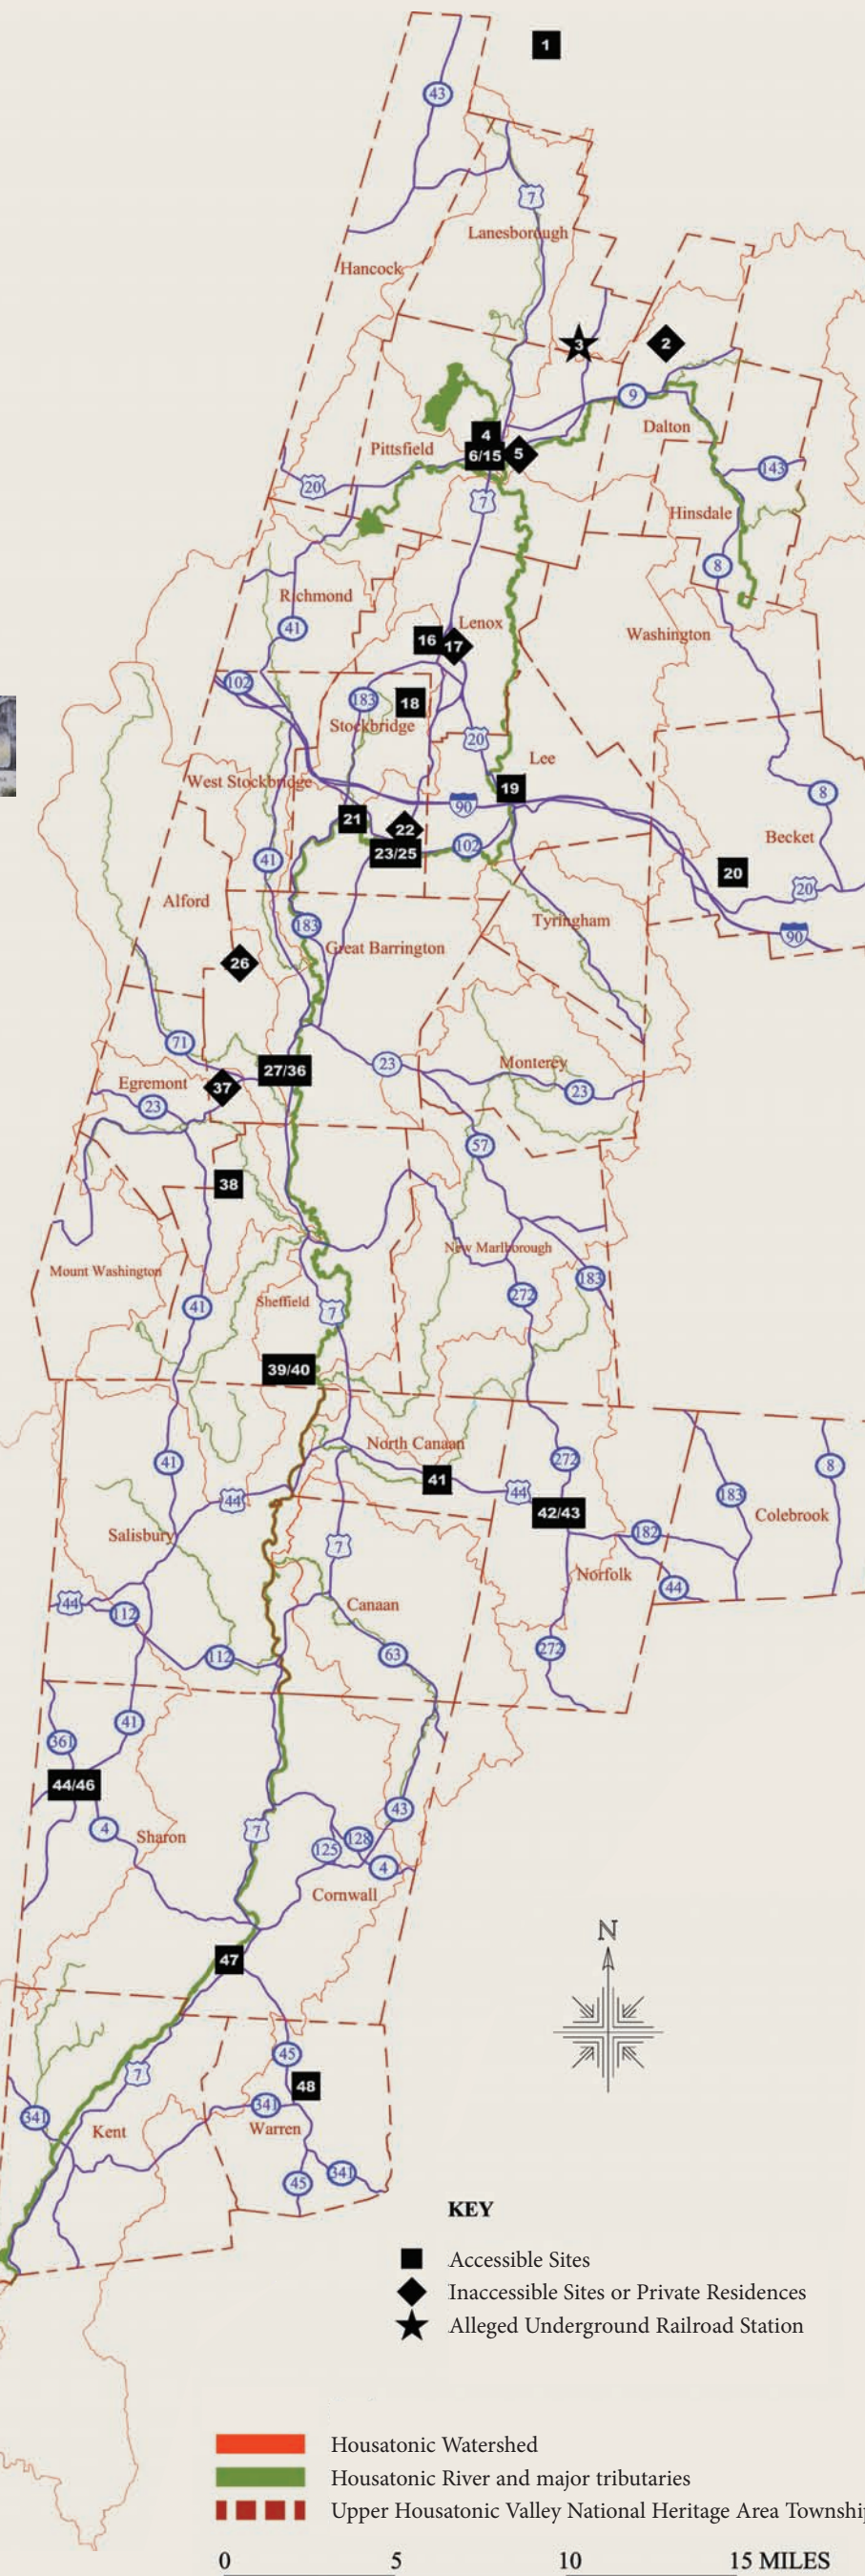 1
43
7
Lanesborough
Hancock
3
2
9
4
Dalton
Pittsfield
6/15
5
143
20
7
Hinsdale
8
Richmond
Lenox
41
16
17
Washington
102
183
18
Stockbridge
20
Lee
West Stockbridge
19
8
90
21
22
Becket
102
23/25
41
20
20
Alford
Tyringham
183
Great Barrington
90
26
71
Monterey
23
27/36
Egremont
37
23
23
57
38
New Marlborough
Mount Washington
183
272
Sheffield
41
7
39/40
North Canaan
272
41
8
41
44
183
44
42/43
Colebrook
182
Salisbury
7
Norfolk
44
44
Canaan
112
272
112
63
41
361
44/46
43
4
7
128
Sharon
125
4
Cornwall
N
47
45
7
48
341
341
Kent
Warren
341
45
KEY
Accessible Sites
Inaccessible Sites or Private Residences
Alleged Underground Railroad Station
Housatonic Watershed
Housatonic River and major tributaries
Upper Housatonic Valley National Heritage Area Township
0 5 10 15 MILES